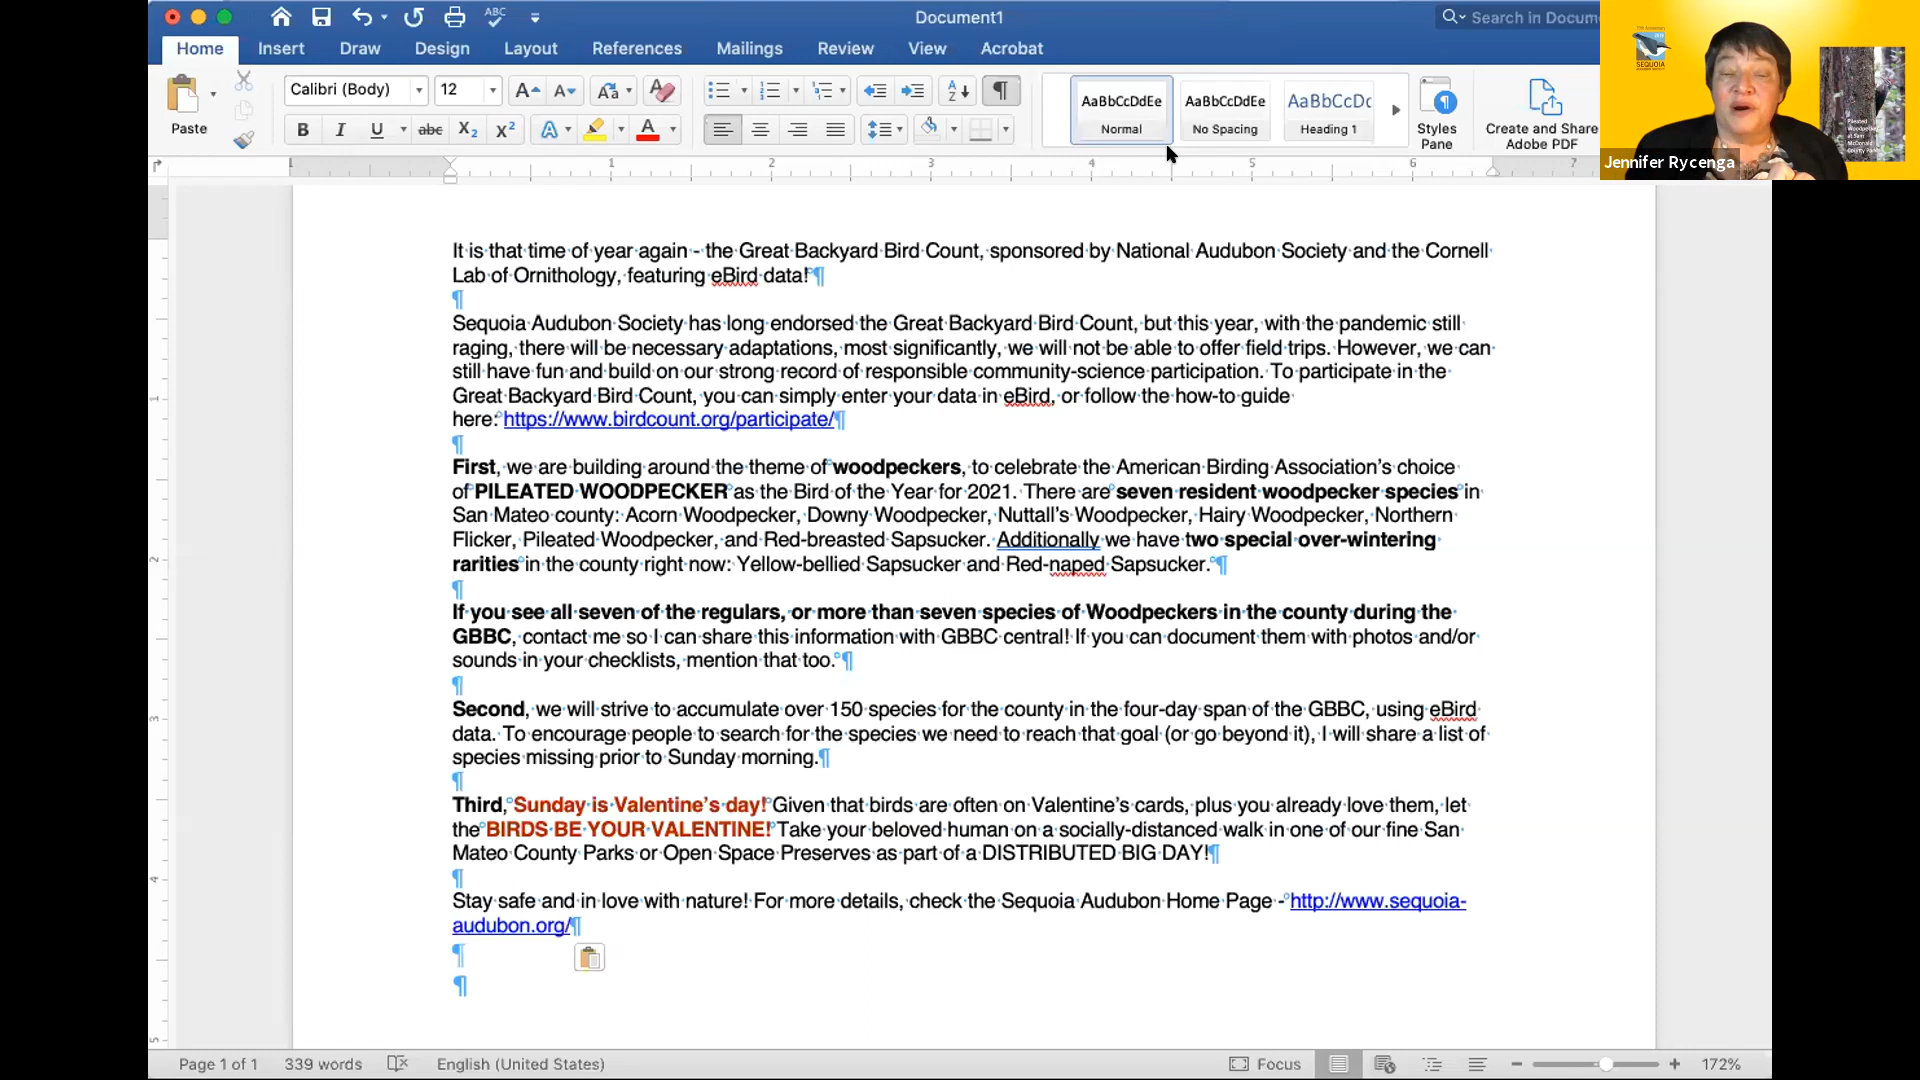 Document1
Search in Docum
Home Insert Draw Design Layout References Mailings Review View Acrobat
ABC
Paste
Calibri (Body) 12
AaBbCcDdEe AaBbCcDdEe AaBbCcDc
Normal No Spacing Heading 1
Styles Pane
Create and Share Adobe PDF
SEQUOIA
Pileated Woodpecker at Sam McDonald County Park
Jennifer Rycenga
1 1 2 3 4 5 6 7
It is that time of year again - the Great Backyard Bird Count, sponsored by National Audubon Society and the Cornell
Lab of Ornithology, featuring eBird data!
Sequoia Audubon Society has long endorsed the Great Backyard Bird Count, but this year, with the pandemic still
raging, there will be necessary adaptations, most significantly, we will not be able to offer field trips. However, we can
still have fun and build on our strong record of responsible community-science participation. To participate in the
Great Backyard Bird Count, you can simply enter your data in eBird, or follow the how-to guide
here: https://www.birdcount.org/participate/
First, we are building around the theme of woodpeckers, to celebrate the American Birding Association's choice
of PILEATED WOODPECKER as the Bird of the Year for 2021. There are seven resident woodpecker species in
San Mateo county: Acorn Woodpecker, Downy Woodpecker, Nuttall's Woodpecker, Hairy Woodpecker, Northern
Flicker, Pileated Woodpecker, and Red-breasted Sapsucker. Additionally we have two special over-wintering
rarities in the county right now: Yellow-bellied Sapsucker and Red-naped Sapsucker.
If you see all seven of the regulars, or more than seven species of Woodpeckers in the county during the
GBBC, contact me so I can share this information with GBBC central! If you can document them with photos and/or
sounds in your checklists, mention that too.
Second, we will strive to accumulate over 150 species for the county in the four-day span of the GBBC, using eBird
data. To encourage people to search for the species we need to reach that goal (or go beyond it), I will share a list of
species missing prior to Sunday morning.
Third, Sunday is Valentine's day! Given that birds are often on Valentine's cards, plus you already love them, let
the BIRDS BE YOUR VALENTINE! Take your beloved human on a socially-distanced walk in one of our fine San
Mateo County Parks or Open Space Preserves as part of a DISTRIBUTED BIG DAY!
Stay safe and in love with nature! For more details, check the Sequoia Audubon Home Page - http://www.sequoia-
audubon.org/
Page 1 of 1 339 words English (United States) Focus 172%